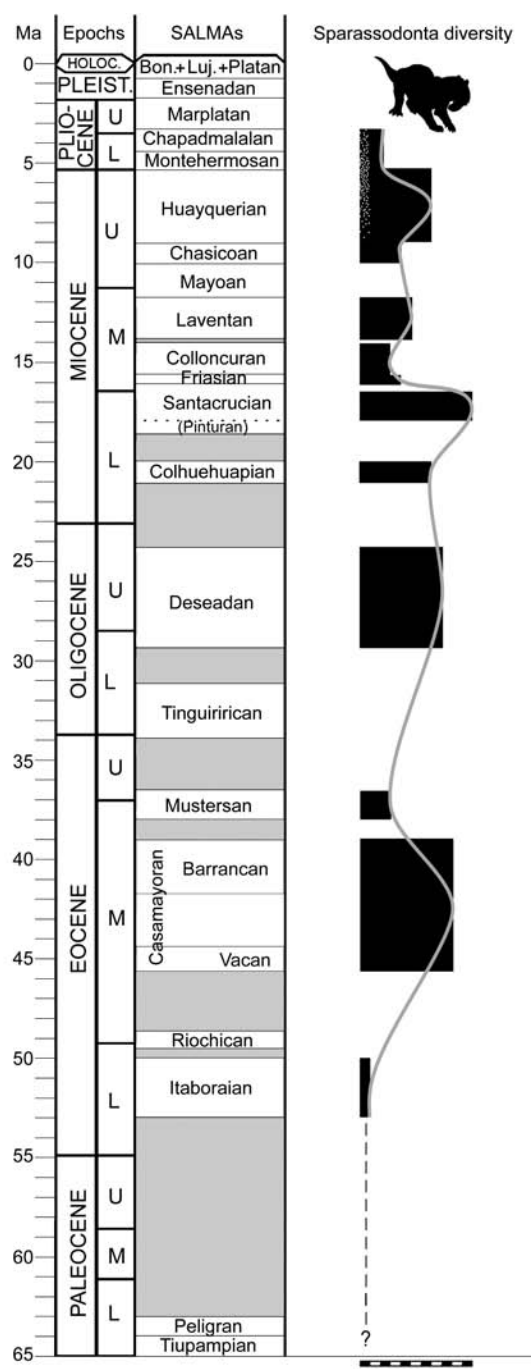 Ma Epochs SALMAs Sparassodonta diversity
0 HOLOC. Bon.+Luj.+Platan
PLEIST. Ensenadan
PLIO-
CENE
U Marplatan
L Chapadmalalan
5 Montehermosan
MIOCENE
U Huayquerian
Chasicoan
10
Mayoan
M Laventan
Colloncuran
15
Friasian
Santacrucian
(Pinturan)
L
20
Colhuehuapian
OLIGOCENE
25
U Deseadan
30
L Tinguirirican
EOCENE
35
U
Mustersan
40
Casamayoran
Barrancan
M
45
Vacan
Riochican
50
Itaboraian
L
55
PALEOCENE
U
60
M
L
Peligran
?
Tiupampian
65